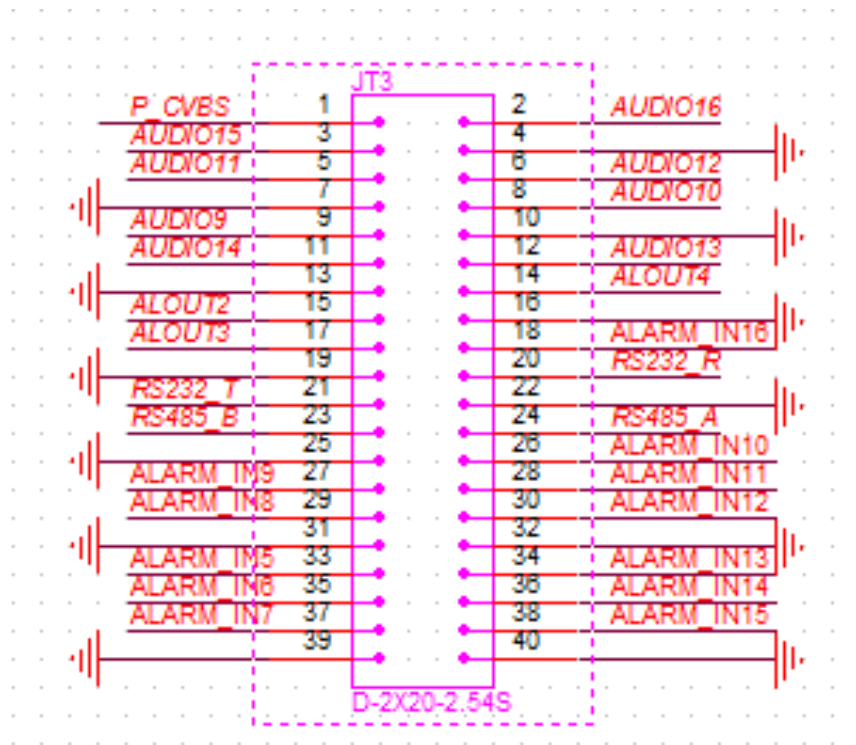 JT3
P_CVBS 1 2 AUDIO16
AUDIO15 3 4
AUDIO11 5 6 AUDIO12
7 8 AUDIO10
AUDIO9 9 10
AUDIO14 11 12 AUDIO13
13 14 ALOUT4
ALOUT2 15 16
ALOUT3 17 18 ALARM_IN16
19 20 RS232_R
RS232_T 21 22
RS485_B 23 24 RS485_A
25 26 ALARM_IN10
ALARM_IN9 27 28 ALARM_IN11
ALARM_IN8 29 30 ALARM_IN12
31 32
ALARM_IN5 33 34 ALARM_IN13
ALARM_IN6 35 36 ALARM_IN14
ALARM_IN7 37 38 ALARM_IN15
39 40
D-2X20-2.54S